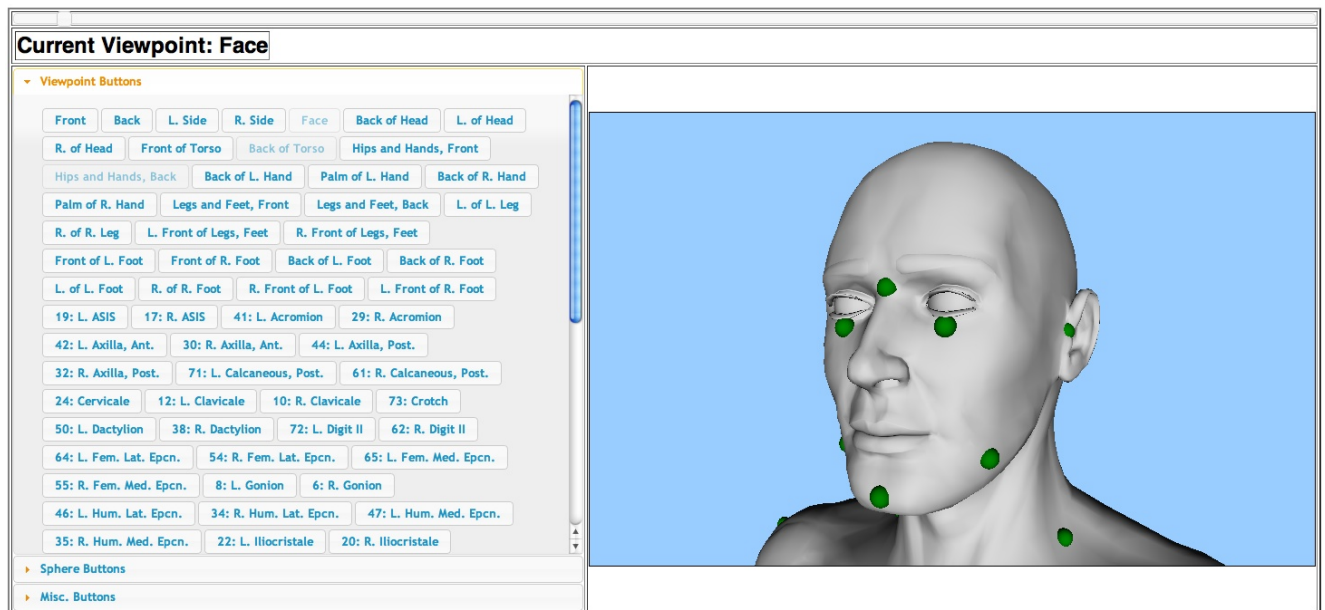 Current Viewpoint: Face
Viewpoint Buttons
Front Back L. Side R. Side Face Back of Head L. of Head
R. of Head Front of Torso Back of Torso Hips and Hands, Front
Hips and Hands, Back Back of L. Hand Palm of L. Hand Back of R. Hand
Palm of R. Hand Legs and Feet, Front Legs and Feet, Back L. of L. Leg
R. of R. Leg L. Front of Legs, Feet R. Front of Legs, Feet
Front of L. Foot Front of R. Foot Back of L. Foot Back of R. Foot
L. of L. Foot R. of R. Foot R. Front of L. Foot L. Front of R. Foot
19: L. ASIS 17: R. ASIS 41: L. Acromion 29: R. Acromion
42: L. Axilla, Ant. 30: R. Axilla, Ant. 44: L. Axilla, Post.
32: R. Axilla, Post. 71: L. Calcaneous, Post. 61: R. Calcaneous, Post.
24: Cervicale 12: L. Clavicale 10: R. Clavicale 73: Crotch
50: L. Dactylion 38: R. Dactylion 72: L. Digit II 62: R. Digit II
64: L. Fem. Lat. Epcn. 54: R. Fem. Lat. Epcn. 65: L. Fem. Med. Epcn.
55: R. Fem. Med. Epcn. 8: L. Gonion 6: R. Gonion
46: L. Hum. Lat. Epcn. 34: R. Hum. Lat. Epcn. 47: L. Hum. Med. Epcn.
35: R. Hum. Med. Epcn. 22: L. Iliocristale 20: R. Iliocristale
Sphere Buttons
Misc. Buttons